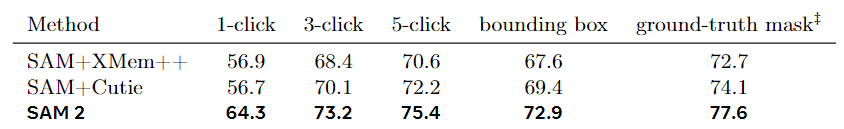 Method 1-click 3-click 5-click bounding box ground-truth mask‡
SAM+XMem++ 56.9 68.4 70.6 67.6 72.7
SAM+Cutie 56.7 70.1 72.2 69.4 74.1
SAM 2 64.3 73.2 75.4 72.9 77.6